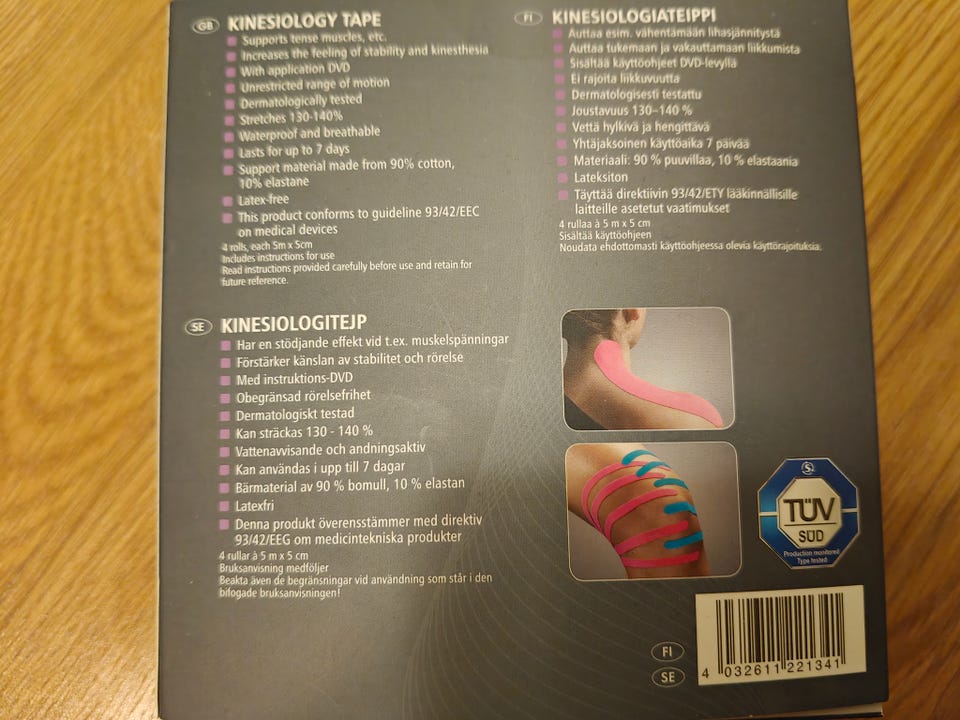 GB KINESIOLOGY TAPE
Supports tense muscles, etc.
Increases the feeling of stability and kinesthesia
With application DVD
Unrestricted range of motion
Dermatologically tested
Stretches 130-140%
Waterproof and breathable
Lasts for up to 7 days
Support material made from 90% cotton,
10% elastane
Latex-free
This product conforms to guideline 93/42/EEC
on medical devices
4 rolls, each 5m x 5cm
Includes instructions for use
Read instructions provided carefully before use and retain for
future reference.
FI KINESIOLOGIATEIPPI
Auttaa esim. vähentämään lihasjännitystä
Auttaa tukemaan ja vakauttamaan liikkumista
Sisältää käyttöohjeet DVD-levyllä
Ei rajoita liikkuvuutta
Dermatologisesti testattu
Joustavuus 130–140 %
Vettä hylkivä ja hengittävä
Yhtäjaksoinen käyttöaika 7 päivää
Materiaali: 90 % puuvillaa, 10 % elastaania
Lateksiton
Täyttää direktiivin 93/42/ETY lääkinnällisille
laitteille asetetut vaatimukset
4 rullaa à 5 m x 5 cm
Sisältää käyttöohjeen
Noudata ehdottomasti käyttöohjeessa olevia käyttörajoituksia.
SE KINESIOLOGITEJP
Har en stödjande effekt vid t.ex. muskelspänningar
Förstärker känslan av stabilitet och rörelse
Med instruktions-DVD
Obegränsad rörelsefrihet
Dermatologiskt testad
Kan sträckas 130 - 140 %
Vattenavvisande och andningsaktiv
Kan användas i upp till 7 dagar
Bärmaterial av 90 % bomull, 10 % elastan
Latexfri
Denna produkt överensstämmer med direktiv
93/42/EEG om medicintekniska produkter
4 rullar à 5 m x 5 cm
Bruksanvisning medföljer
Beakta även de begränsningar vid användning som står i den
bifogade bruksanvisningen!
S
TÜV
SÜD
Production monitored
Type tested
FI
SE
4 032611 221341